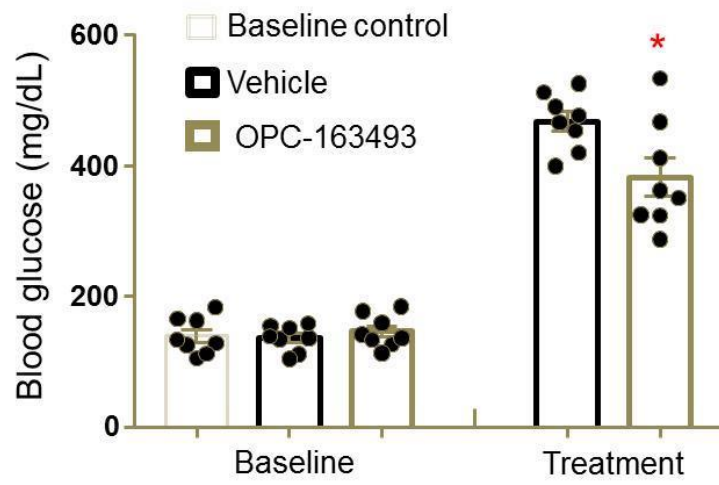 Blood glucose (mg/dL)
600
400
200
0
Baseline control
Vehicle
OPC-163493
*
Baseline
Treatment